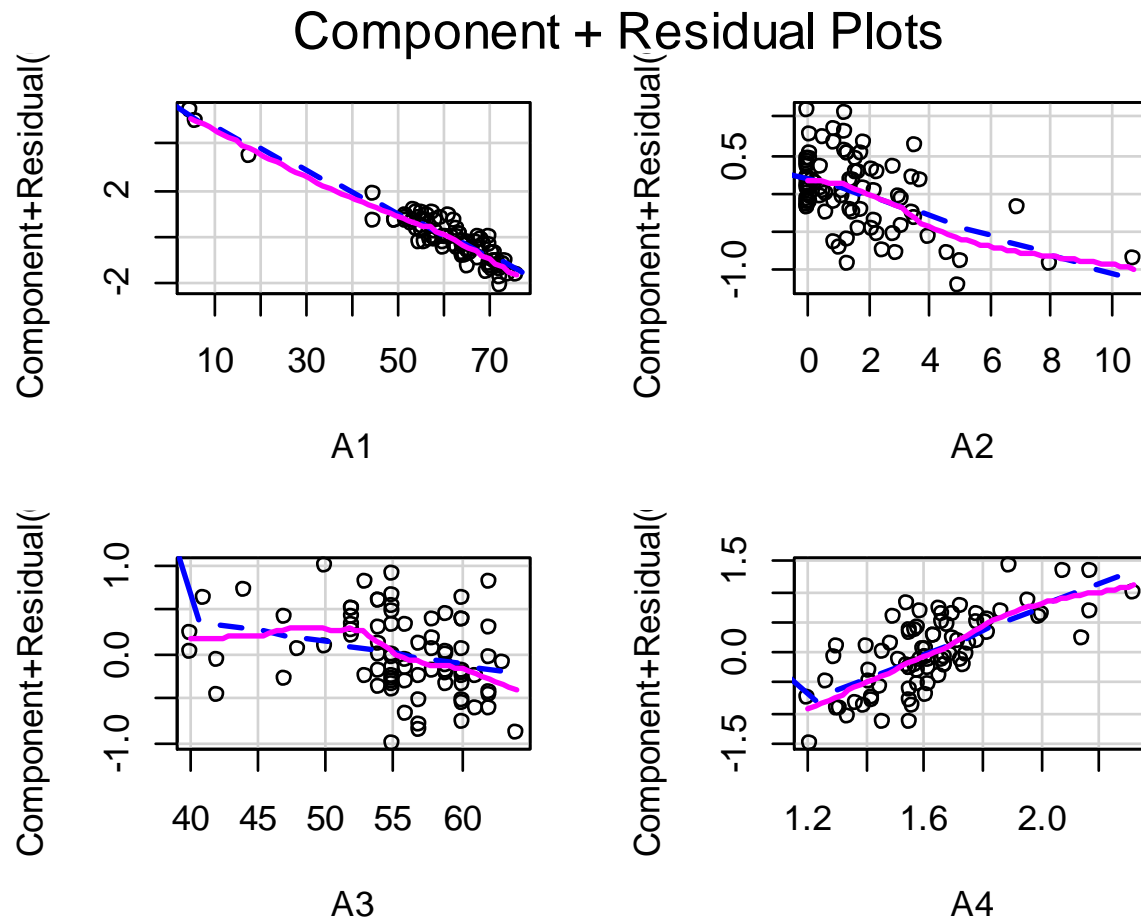 Component + Residual Plots
Component+Residual(
2
-2
10 30 50 70
A1
Component+Residual(
0.5
-1.0
0 2 4 6 8 10
A2
Component+Residual(
1.0
0.0
-1.0
40 45 50 55 60
A3
Component+Residual(
1.5
0.0
-1.5
1.2 1.6 2.0
A4